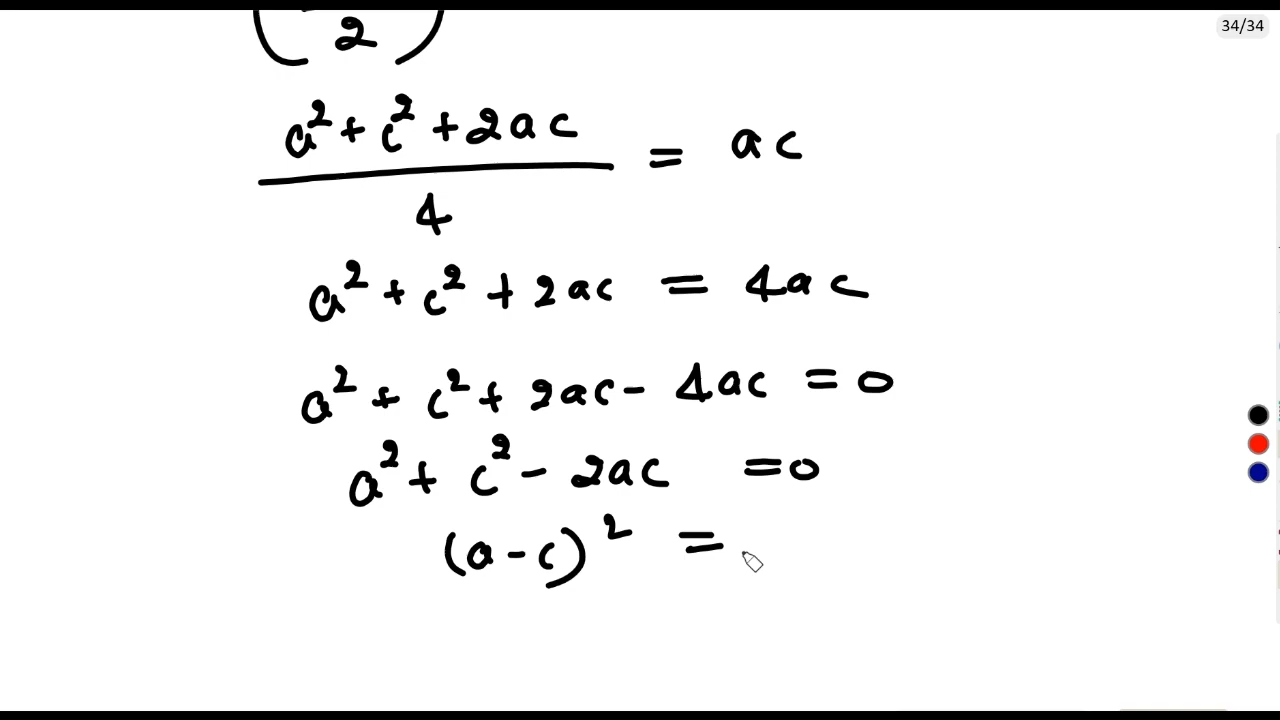 34/34
2
a² + c² + 2ac = ac
4
a² + c² + 2ac = 4ac
a² + c² + 2ac - 4ac = 0
a² + c² - 2ac = 0
(a - c)² =